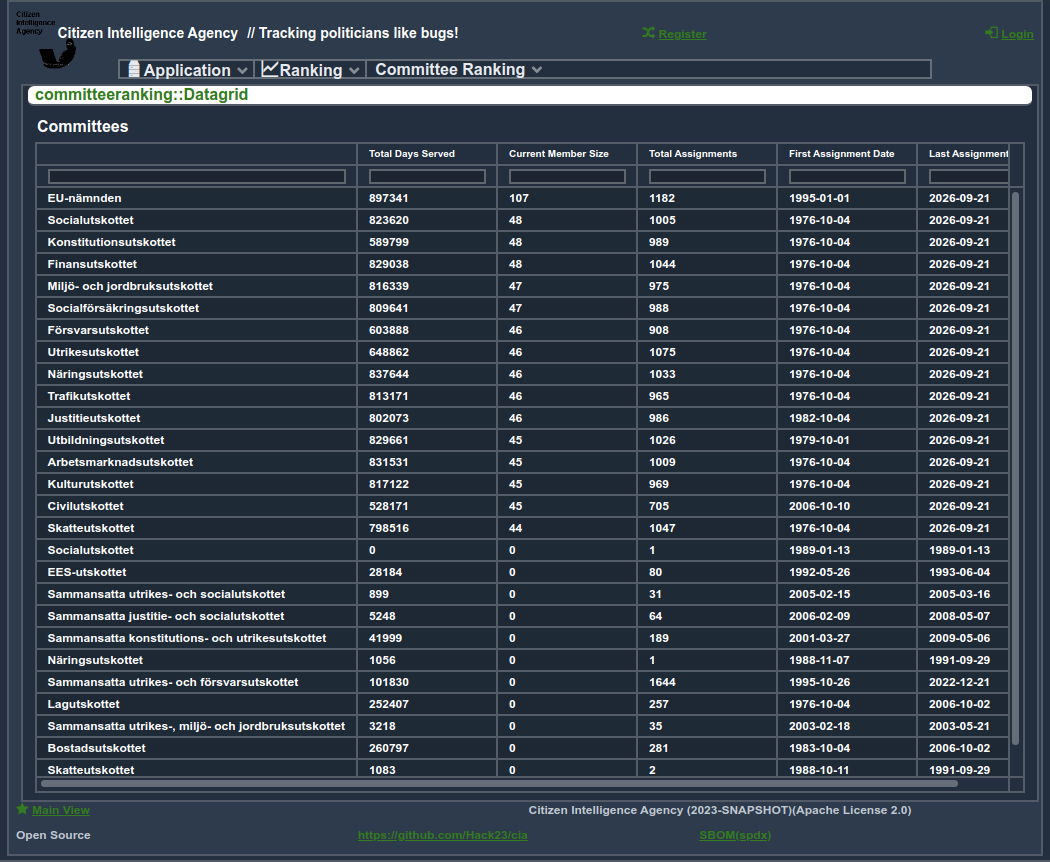 Citizen
Intelligence
Agency
Citizen Intelligence Agency // Tracking politicians like bugs!
Register
Login
Application
Ranking
Committee Ranking
committeeranking::Datagrid
Committees
Total Days Served Current Member Size Total Assignments First Assignment Date Last Assignment
EU-nämnden 897341 107 1182 1995-01-01 2026-09-21
Socialutskottet 823620 48 1005 1976-10-04 2026-09-21
Konstitutionsutskottet 589799 48 989 1976-10-04 2026-09-21
Finansutskottet 829038 48 1044 1976-10-04 2026-09-21
Miljö- och jordbruksutskottet 816339 47 975 1976-10-04 2026-09-21
Socialförsäkringsutskottet 809641 47 988 1976-10-04 2026-09-21
Försvarsutskottet 603888 46 908 1976-10-04 2026-09-21
Utrikesutskottet 648862 46 1075 1976-10-04 2026-09-21
Näringsutskottet 837644 46 1033 1976-10-04 2026-09-21
Trafikutskottet 813171 46 965 1976-10-04 2026-09-21
Justitieutskottet 802073 46 986 1982-10-04 2026-09-21
Utbildningsutskottet 829661 45 1026 1979-10-01 2026-09-21
Arbetsmarknadsutskottet 831531 45 1009 1976-10-04 2026-09-21
Kulturutskottet 817122 45 969 1976-10-04 2026-09-21
Civilutskottet 528171 45 705 2006-10-10 2026-09-21
Skatteutskottet 798516 44 1047 1976-10-04 2026-09-21
Socialutskottet 0 0 1 1989-01-13 1989-01-13
EES-utskottet 28184 0 80 1992-05-26 1993-06-04
Sammansatta utrikes- och socialutskottet 899 0 31 2005-02-15 2005-03-16
Sammansatta justitie- och socialutskottet 5248 0 64 2006-02-09 2008-05-07
Sammansatta konstitutions- och utrikesutskottet 41999 0 189 2001-03-27 2009-05-06
Näringsutskottet 1056 0 1 1988-11-07 1991-09-29
Sammansatta utrikes- och försvarsutskottet 101830 0 1644 1995-10-26 2022-12-21
Lagutskottet 252407 0 257 1976-10-04 2006-10-02
Sammansatta utrikes-, miljö- och jordbruksutskottet 3218 0 35 2003-02-18 2003-05-21
Bostadsutskottet 260797 0 281 1983-10-04 2006-10-02
Skatteutskottet 1083 0 2 1988-10-11 1991-09-29
Main View
Citizen Intelligence Agency (2023-SNAPSHOT)(Apache License 2.0)
Open Source
https://github.com/Hack23/cia
SBOM(spdx)